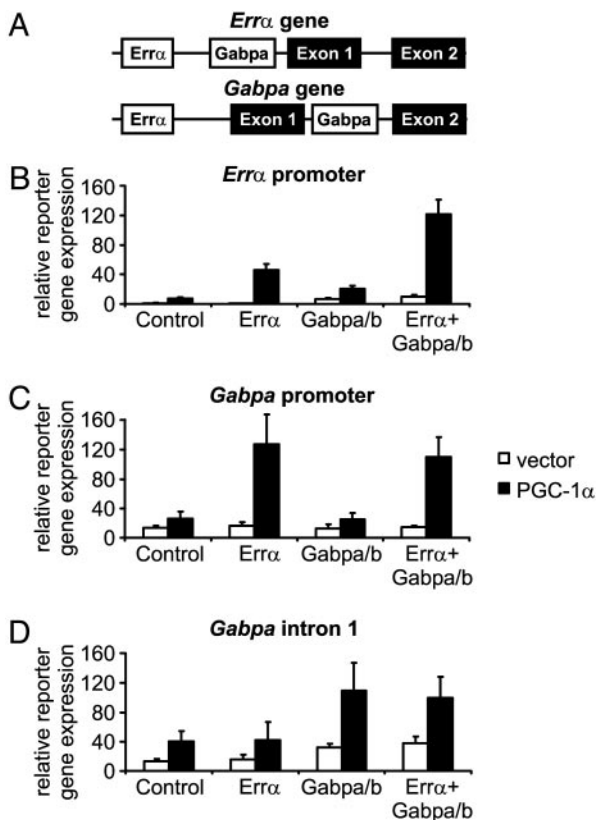 A
Errα gene
Errα Gabpa Exon 1 Exon 2
Gabpa gene
Errα Exon 1 Gabpa Exon 2
B
Errα promoter
relative reporter
gene expression
160
120
80
40
0
Control Errα Gabpa/b Errα+
Gabpa/b
C
Gabpa promoter
relative reporter
gene expression
160
120
80
40
0
Control Errα Gabpa/b Errα+
Gabpa/b
vector
PGC-1α
D
Gabpa intron 1
relative reporter
gene expression
160
120
80
40
0
Control Errα Gabpa/b Errα+
Gabpa/b